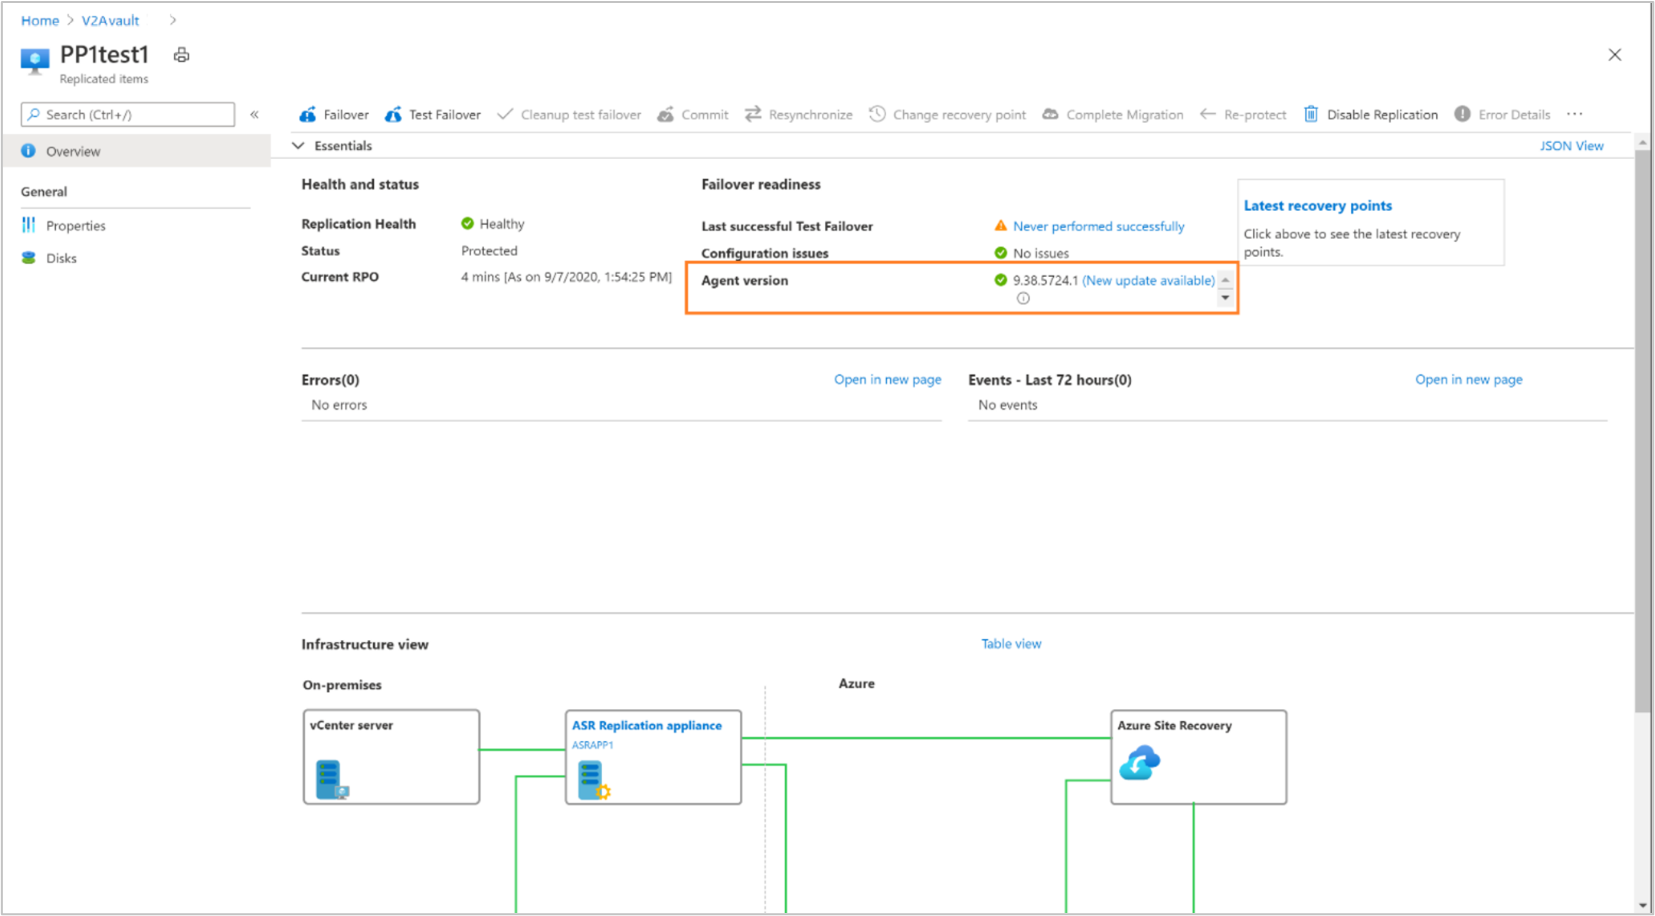 Home > V2Avault >
PP1test1
Replicated items
Search (Ctrl+/)
«
Failover
Test Failover
Cleanup test failover
Commit
Resynchronize
Change recovery point
Complete Migration
Re-protect
Disable Replication
Error Details
...
Overview
General
Properties
Disks
Essentials
JSON View
Health and status
Replication Health Healthy
Status Protected
Current RPO 4 mins [As on 9/7/2020, 1:54:25 PM]
Failover readiness
Last successful Test Failover Never performed successfully
Configuration issues No issues
Agent version 9.38.5724.1 (New update available)
Latest recovery points
Click above to see the latest recovery
points.
Errors(0) Open in new page
No errors
Events - Last 72 hours(0) Open in new page
No events
Infrastructure view Table view
On-premises
Azure
vCenter server
ASR Replication appliance
ASRAPP1
Azure Site Recovery